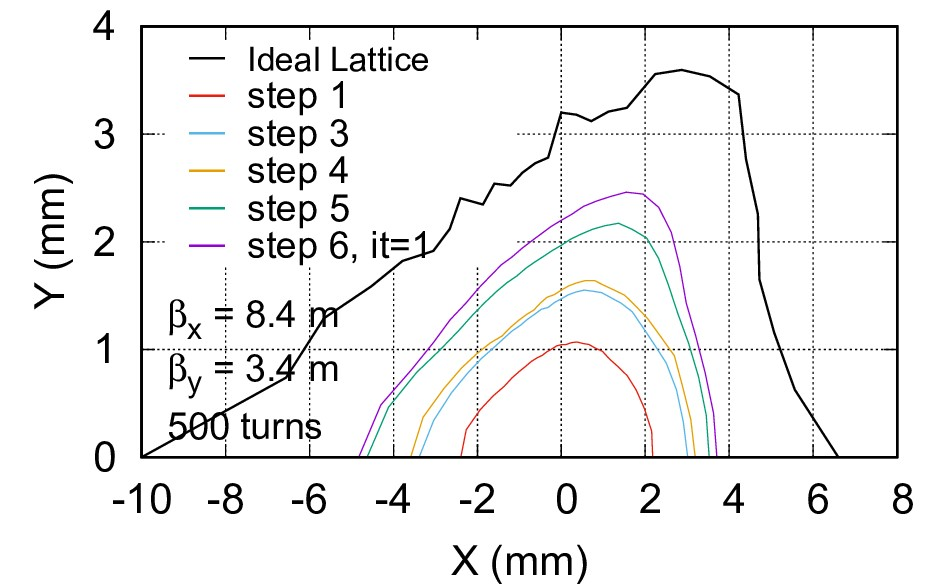 4
3
2
1
0
Y (mm)
Ideal Lattice
step 1
step 3
step 4
step 5
step 6, it=1
βx = 8.4 m
βy = 3.4 m
500 turns
-10 -8 -6 -4 -2 0 2 4 6 8
X (mm)